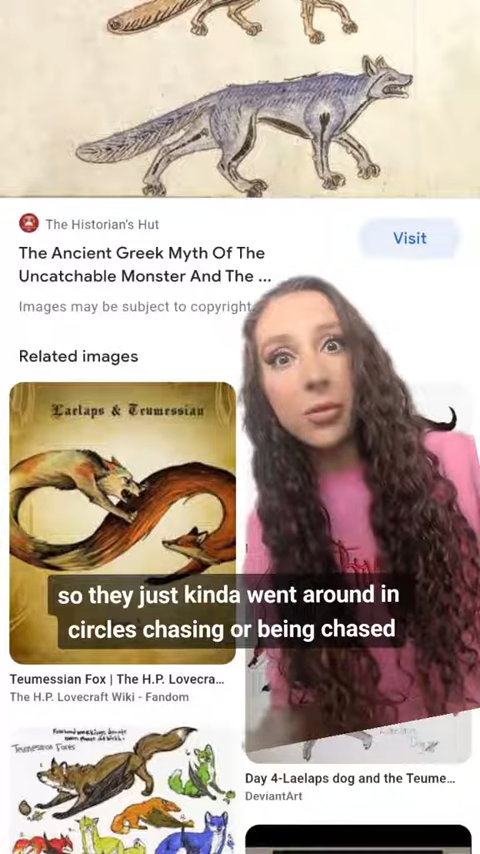 The Historian's Hut
Visit
The Ancient Greek Myth Of The
Uncatchable Monster And The ...
Images may be subject to copyright
Related images
Laelaps & Teumessian
so they just kinda went around in
circles chasing or being chased
Teumessian Fox | The H.P. Lovecra...
The H.P. Lovecraft Wiki - Fandom
Teumessian Foxes
Day 4-Laelaps dog and the Teume...
DeviantArt